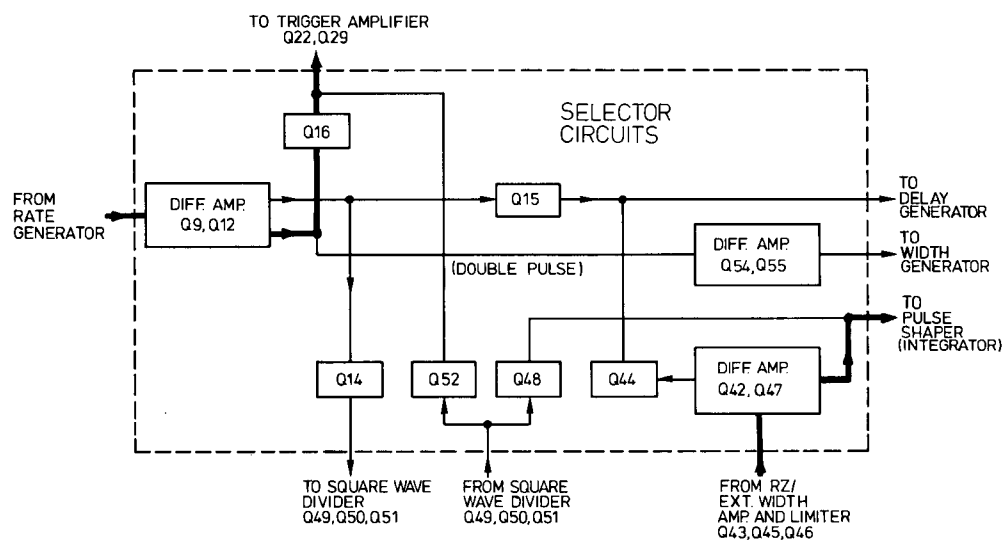 TO TRIGGER AMPLIFIER
Q22,Q29
SELECTOR
CIRCUITS
Q16
FROM
RATE
GENERATOR
DIFF. AMP.
Q9,Q12
Q15
TO
DELAY
GENERATOR
(DOUBLE PULSE)
DIFF. AMP.
Q54,Q55
TO
WIDTH
GENERATOR
TO
PULSE
SHAPER
(INTEGRATOR)
Q14
Q52
Q48
Q44
DIFF. AMP.
Q42,Q47
TO SQUARE WAVE
DIVIDER
Q49,Q50,Q51
FROM SQUARE
WAVE DIVIDER
Q49,Q50,Q51
FROM RZ/
EXT. WIDTH
AMP. AND LIMITER
Q43,Q45,Q46